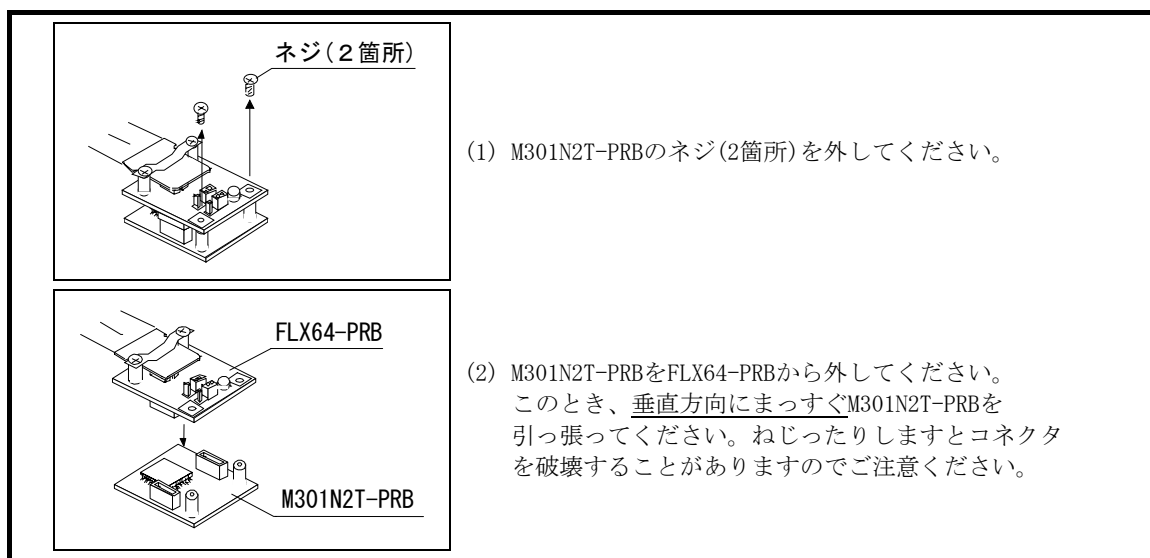 ネジ(2箇所)
(1) M301N2T-PRBのネジ(2箇所)を外してください。
FLX64-PRB
M301N2T-PRB
(2) M301N2T-PRBをFLX64-PRBから外してください。
このとき、垂直方向にまっすぐM301N2T-PRBを
引っ張ってください。ねじったりしますとコネクタ
を破壊することがありますのでご注意ください。